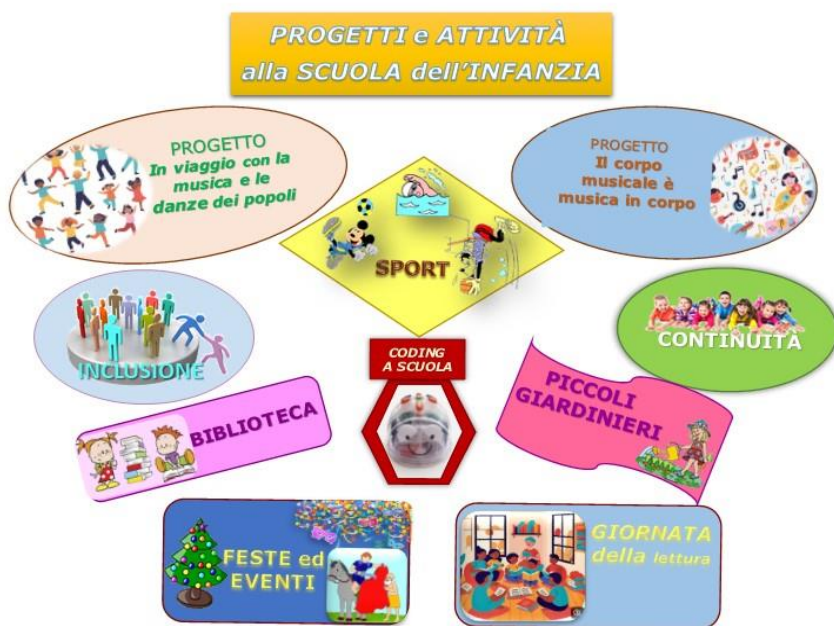 PROGETTI e ATTIVITÀ
alla SCUOLA dell'INFANZIA
PROGETTO
In viaggio con la
musica e le
danze dei popoli
PROGETTO
Il corpo
musicale è
musica in corpo
SPORT
INCLUSIONE
CONTINUITÀ
CODING
A SCUOLA
BIBLIOTECA
PICCOLI
GIARDINIERI
FESTE ed
EVENTI
GIORNATA
della lettura